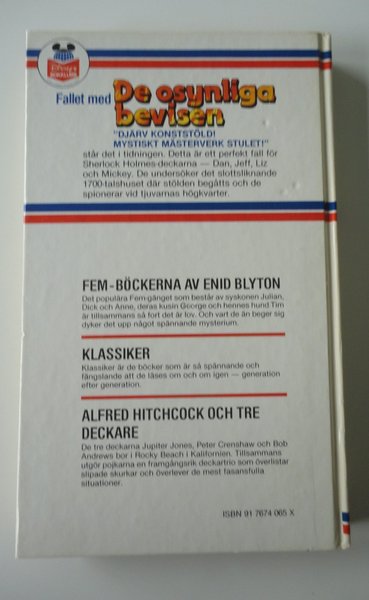 Fallet med De osynliga
bevisen
"DJÄRV KONSTSTÖLD!
MYSTISKT MÄSTERVERK STULET!"
står det i tidningen. Detta är ett perfekt fall för
Sherlock Holmes-deckarna — Dan, Jeff, Liz
och Mickey. De undersöker det slottsliknande
1700-talshuset där stölden begåtts och de
spionerar vid tjuvarnas högkvarter.
FEM-BÖCKERNA AV ENID BLYTON
Det populära Fem-gänget som består av syskonen Julian,
Dick och Anne, deras kusin George och hennes hund Tim
är tillsammans så fort det är lov. Och vart de än beger sig
dyker det upp något spännande mysterium.
KLASSIKER
Klassiker är de böcker som är så spännande och
fängslande att de läses om och om igen — generation
efter generation.
ALFRED HITCHCOCK OCH TRE
DECKARE
De tre deckarna Jupiter Jones, Peter Crenshaw och Bob
Andrews bor i Rocky Beach i Kalifornien. Tillsammans
utgör pojkarna en framgångsrik deckartrio som överlistar
slipade skurkar och överlever de mest fasansfulla
situationer.
ISBN 91 7674 065 X